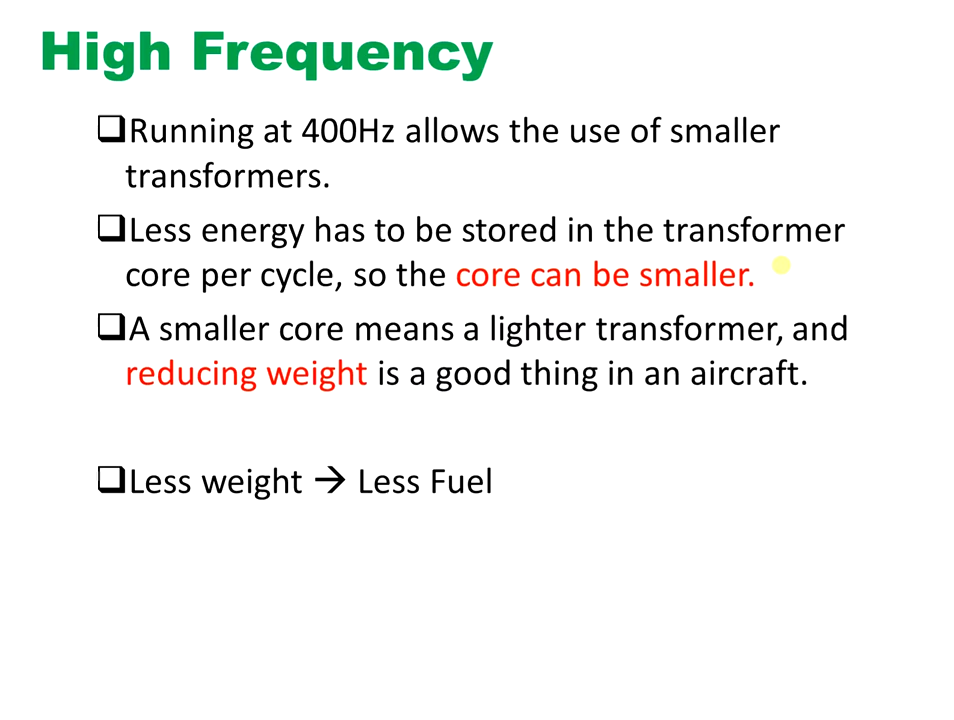 High Frequency
❑Running at 400Hz allows the use of smaller
transformers.
❑Less energy has to be stored in the transformer
core per cycle, so the core can be smaller.
❑A smaller core means a lighter transformer, and
reducing weight is a good thing in an aircraft.
❑Less weight → Less Fuel